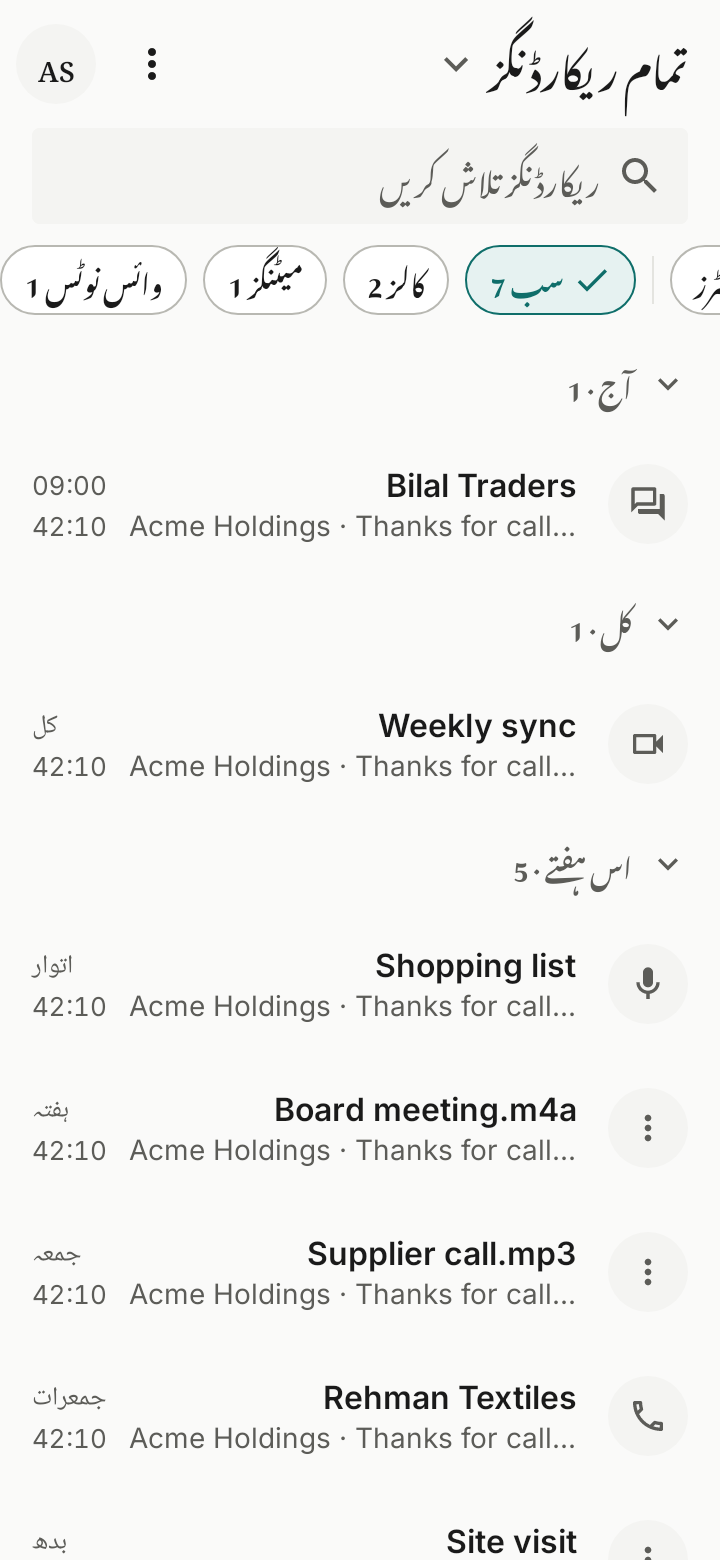 تمام ریکارڈنگز
AS
ریکارڈنگز تلاش کریں
سب 7
کالز 2
میٹنگز 1
وائس نوٹس 1
آج · 1
Bilal Traders
09:00
Acme Holdings · Thanks for call...
42:10
کل · 1
Weekly sync
کل
Acme Holdings · Thanks for call...
42:10
اس ہفتے · 5
Shopping list
اتوار
Acme Holdings · Thanks for call...
42:10
Board meeting.m4a
ہفتہ
Acme Holdings · Thanks for call...
42:10
Supplier call.mp3
جمعہ
Acme Holdings · Thanks for call...
42:10
Rehman Textiles
جمعرات
Acme Holdings · Thanks for call...
42:10
Site visit
بدھ